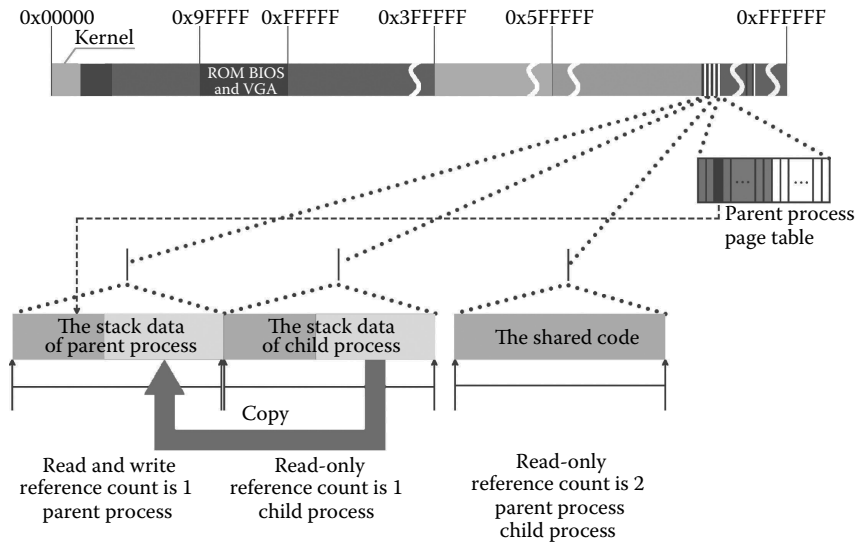 0x00000
0x9FFFF
0xFFFFF
0x3FFFFF
0x5FFFFF
0xFFFFFF
Kernel
ROM BIOS
and VGA
...
...
Parent process
page table
The stack data
of parent process
The stack data
of child process
The shared code
Copy
Read and write
reference count is 1
parent process
Read-only
reference count is 1
child process
Read-only
reference count is 2
parent process
child process